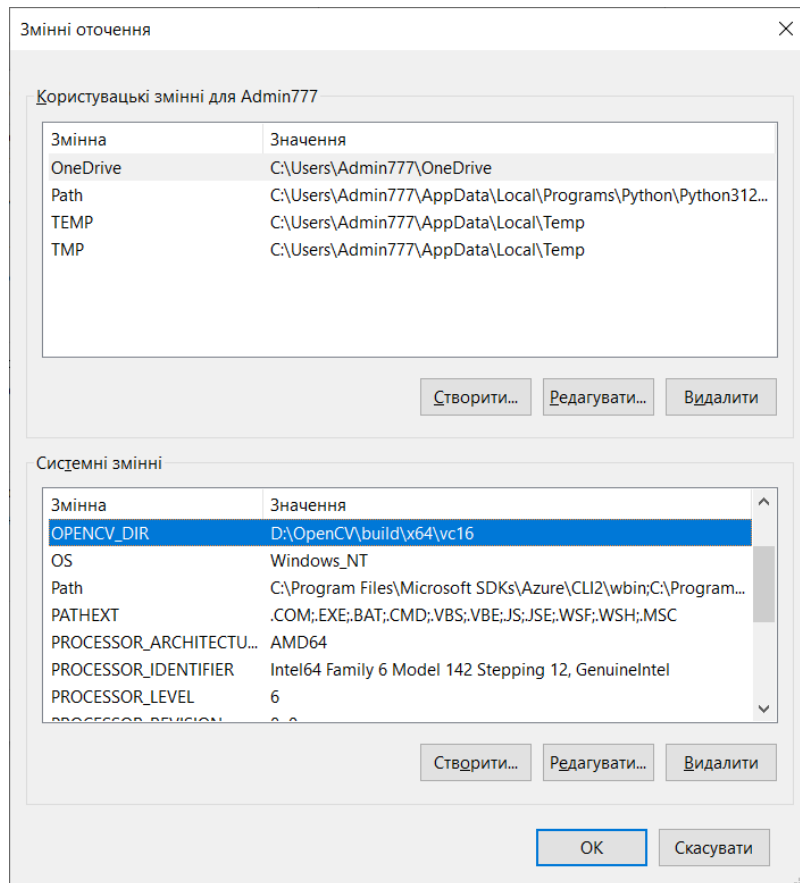 Змінні оточення
Користувацькі змінні для Admin777
Змінна Значення
OneDrive C:\Users\Admin777\OneDrive
Path C:\Users\Admin777\AppData\Local\Programs\Python\Python312...
TEMP C:\Users\Admin777\AppData\Local\Temp
TMP C:\Users\Admin777\AppData\Local\Temp
Створити... Редагувати... Видалити
Системні змінні
Змінна Значення
OPENCV_DIR D:\OpenCV\build\x64\vc16
OS Windows_NT
Path C:\Program Files\Microsoft SDKs\Azure\CLI2\wbin;C:\Program...
PATHEXT .COM;.EXE;.BAT;.CMD;.VBS;.VBE;.JS;.JSE;.WSF;.WSH;.MSC
PROCESSOR_ARCHITECTU... AMD64
PROCESSOR_IDENTIFIER Intel64 Family 6 Model 142 Stepping 12, GenuineIntel
PROCESSOR_LEVEL 6
PROCESSOR_REVISION
Створити... Редагувати... Видалити
OK Скасувати